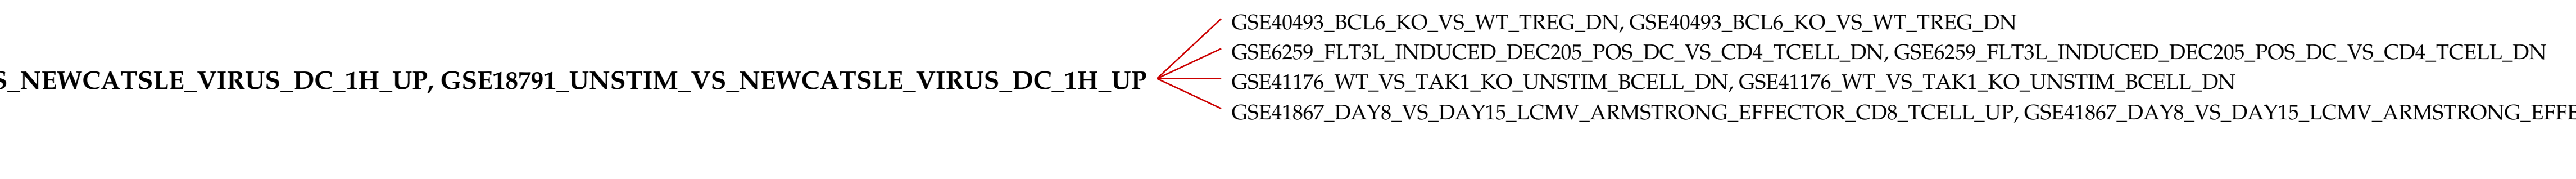 GSE40493_BCL6_KO_VS_WT_TREG_DN, GSE40493_BCL6_KO_VS_WT_TREG_DN
GSE6259_FLT3L_INDUCED_DEC205_POS_DC_VS_CD4_TCELL_DN, GSE6259_FLT3L_INDUCED_DEC205_POS_DC_VS_CD4_TCELL_DN
S_NEWCATSLE_VIRUS_DC_1H_UP, GSE18791_UNSTIM_VS_NEWCATSLE_VIRUS_DC_1H_UP
GSE41176_WT_VS_TAK1_KO_UNSTIM_BCELL_DN, GSE41176_WT_VS_TAK1_KO_UNSTIM_BCELL_DN
GSE41867_DAY8_VS_DAY15_LCMV_ARMSTRONG_EFFECTOR_CD8_TCELL_UP, GSE41867_DAY8_VS_DAY15_LCMV_ARMSTRONG_EFFE